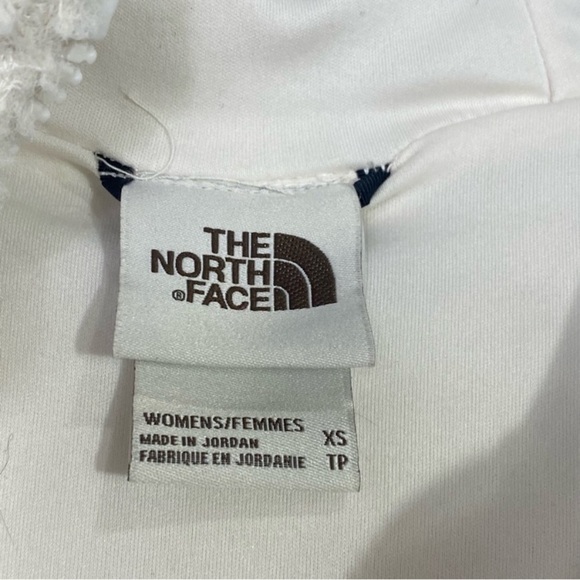 THE
NORTH
®FACE
WOMENS/FEMMES
MADE IN JORDAN XS
FABRIQUE EN JORDANIE TP